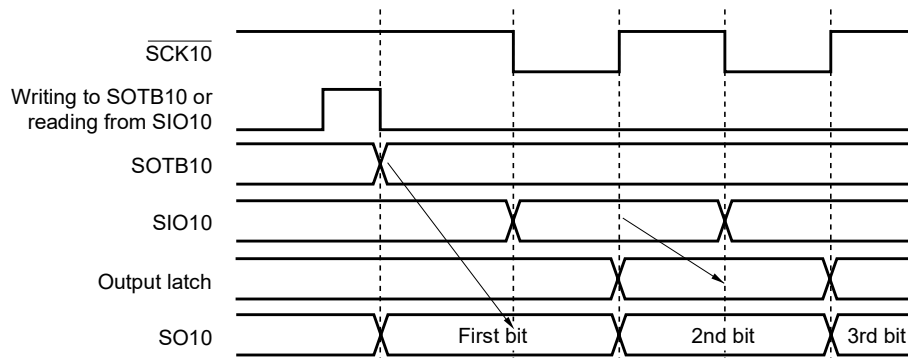 SCK10
Writing to SOTB10 or
reading from SIO10
SOTB10
SIO10
Output latch
SO10
First bit
2nd bit
3rd bit